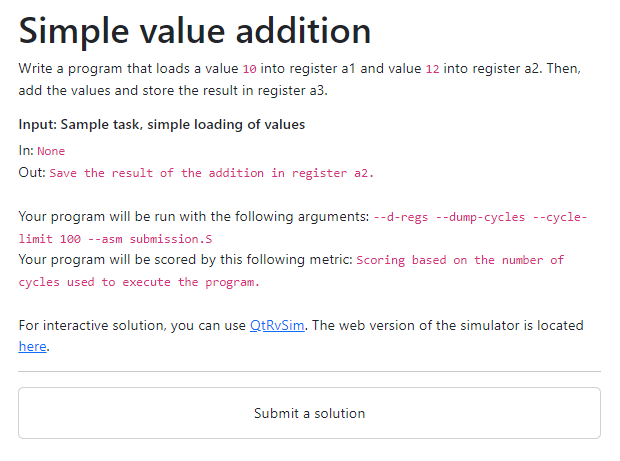 Simple value addition
Write a program that loads a value 10 into register a1 and value 12 into register a2. Then,
add the values and store the result in register a3.
Input: Sample task, simple loading of values
In: None
Out: Save the result of the addition in register a2.
Your program will be run with the following arguments: --d-regs --dump-cycles --cycle-
limit 100 --asm submission.S
Your program will be scored by this following metric: Scoring based on the number of
cycles used to execute the program.
For interactive solution, you can use QtRvSim. The web version of the simulator is located
here.
Submit a solution